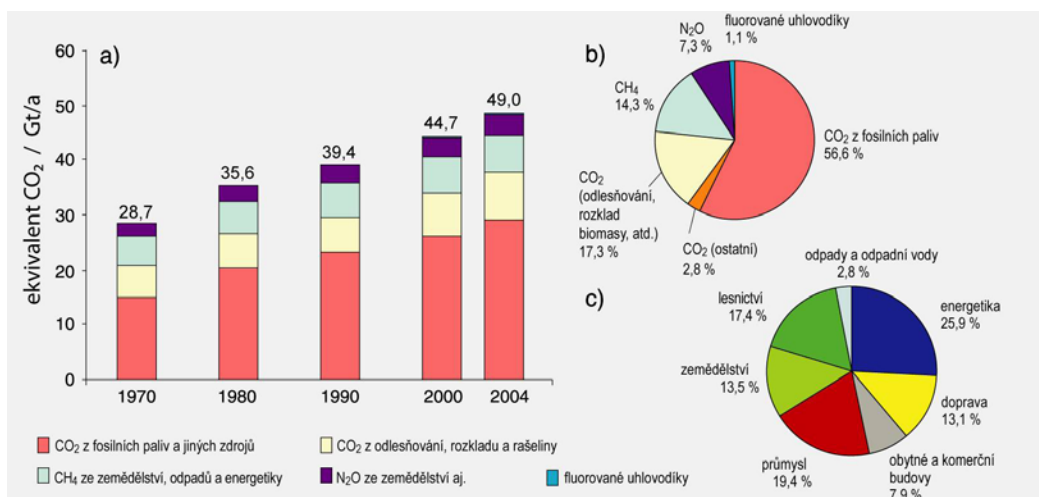 a)
ekvivalent CO₂ / Gt/a
60
50
40
30
20
10
0
28,7
35,6
39,4
44,7
49,0
1970
1980
1990
2000
2004
CO₂ z fosilních paliv a jiných zdrojů
CO₂ z odlesňování, rozkladu a rašeliny
CH₄ ze zemědělství, odpadů a energetiky
N₂O ze zemědělství aj.
fluorované uhlovodíky
b)
N₂O
7,3 %
fluorované uhlovodíky
1,1 %
CH₄
14,3 %
CO₂ z fosilních paliv
56,6 %
CO₂
(odlesňování,
rozklad
biomasy, atd.)
17,3 %
CO₂ (ostatní)
2,8 %
c)
odpady a odpadní vody
2,8 %
lesnictví
17,4 %
energetika
25,9 %
zemědělství
13,5 %
doprava
13,1 %
průmysl
19,4 %
obytné a komerční
budovy
7,9 %